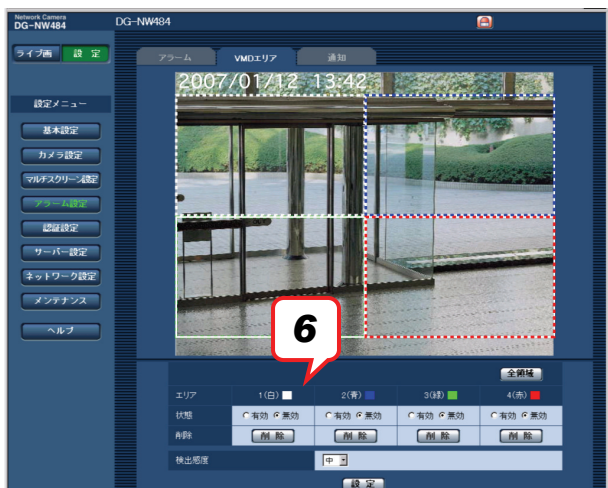 Network Camera
DG-NW484
DG-NW484
ライブ画 設 定
アラーム VMDエリア 通知
2007/01/12 13:42
設定メニュー
基本設定
カメラ設定
マルチスクリーン設定
アラーム設定
認証設定
サーバー設定
ネットワーク設定
メンテナンス
ヘルプ
6
全領域
エリア 1(白) 2(青) 3(緑) 4(赤)
状態 有効 無効 有効 無効 有効 無効 有効 無効
削除 削 除 削 除 削 除 削 除
検出感度 中
設 定